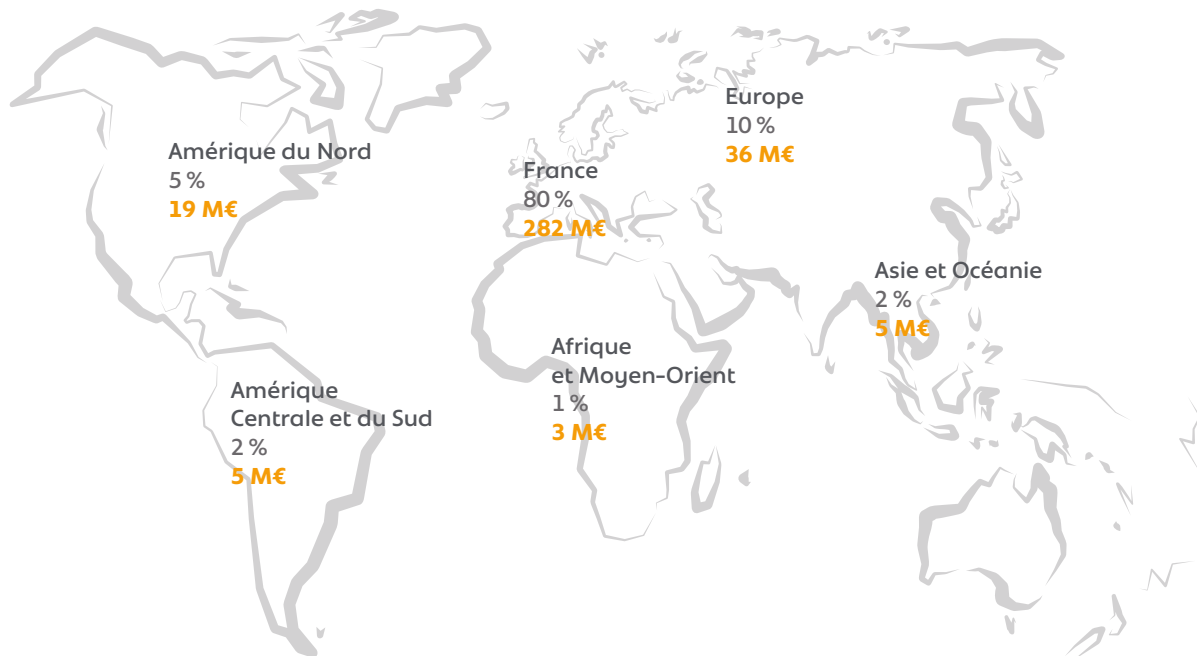 Europe
10 %
36 M€
Amérique du Nord
5 %
19 M€
France
80 %
282 M€
Asie et Océanie
2 %
5 M€
Afrique
et Moyen-Orient
1 %
3 M€
Amérique
Centrale et du Sud
2 %
5 M€